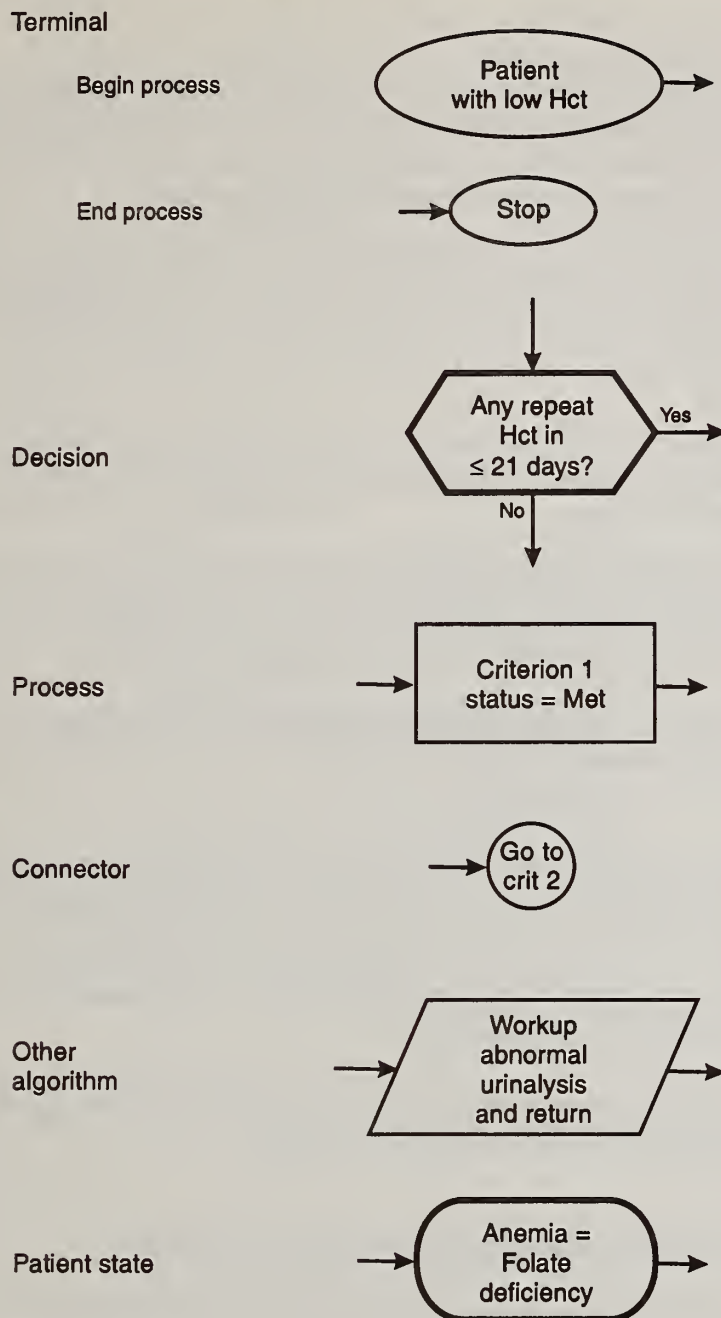 Terminal
Begin process
Patient
with low Hct
End process
Stop
Decision
Any repeat
Hct in
≤ 21 days?
Yes
No
Process
Criterion 1
status = Met
Connector
Go to
crit 2
Other
algorithm
Workup
abnormal
urinalysis
and return
Patient state
Anemia =
Folate
deficiency